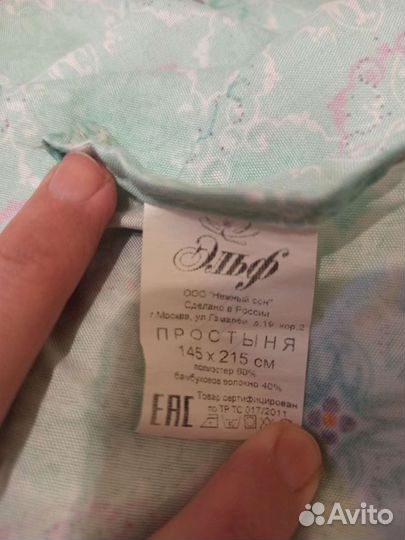 Эльф
ООО "Нежный сон"
Сделано в России
г.Москва, ул.Гамалеи, д.19, кор.2
ПРОСТЫНЯ
145 x 215 см
полиэстер 60%
бамбуковое волокно 40%
Товар сертифицирован
по ТР ТС 017/2011
EAC
Avito